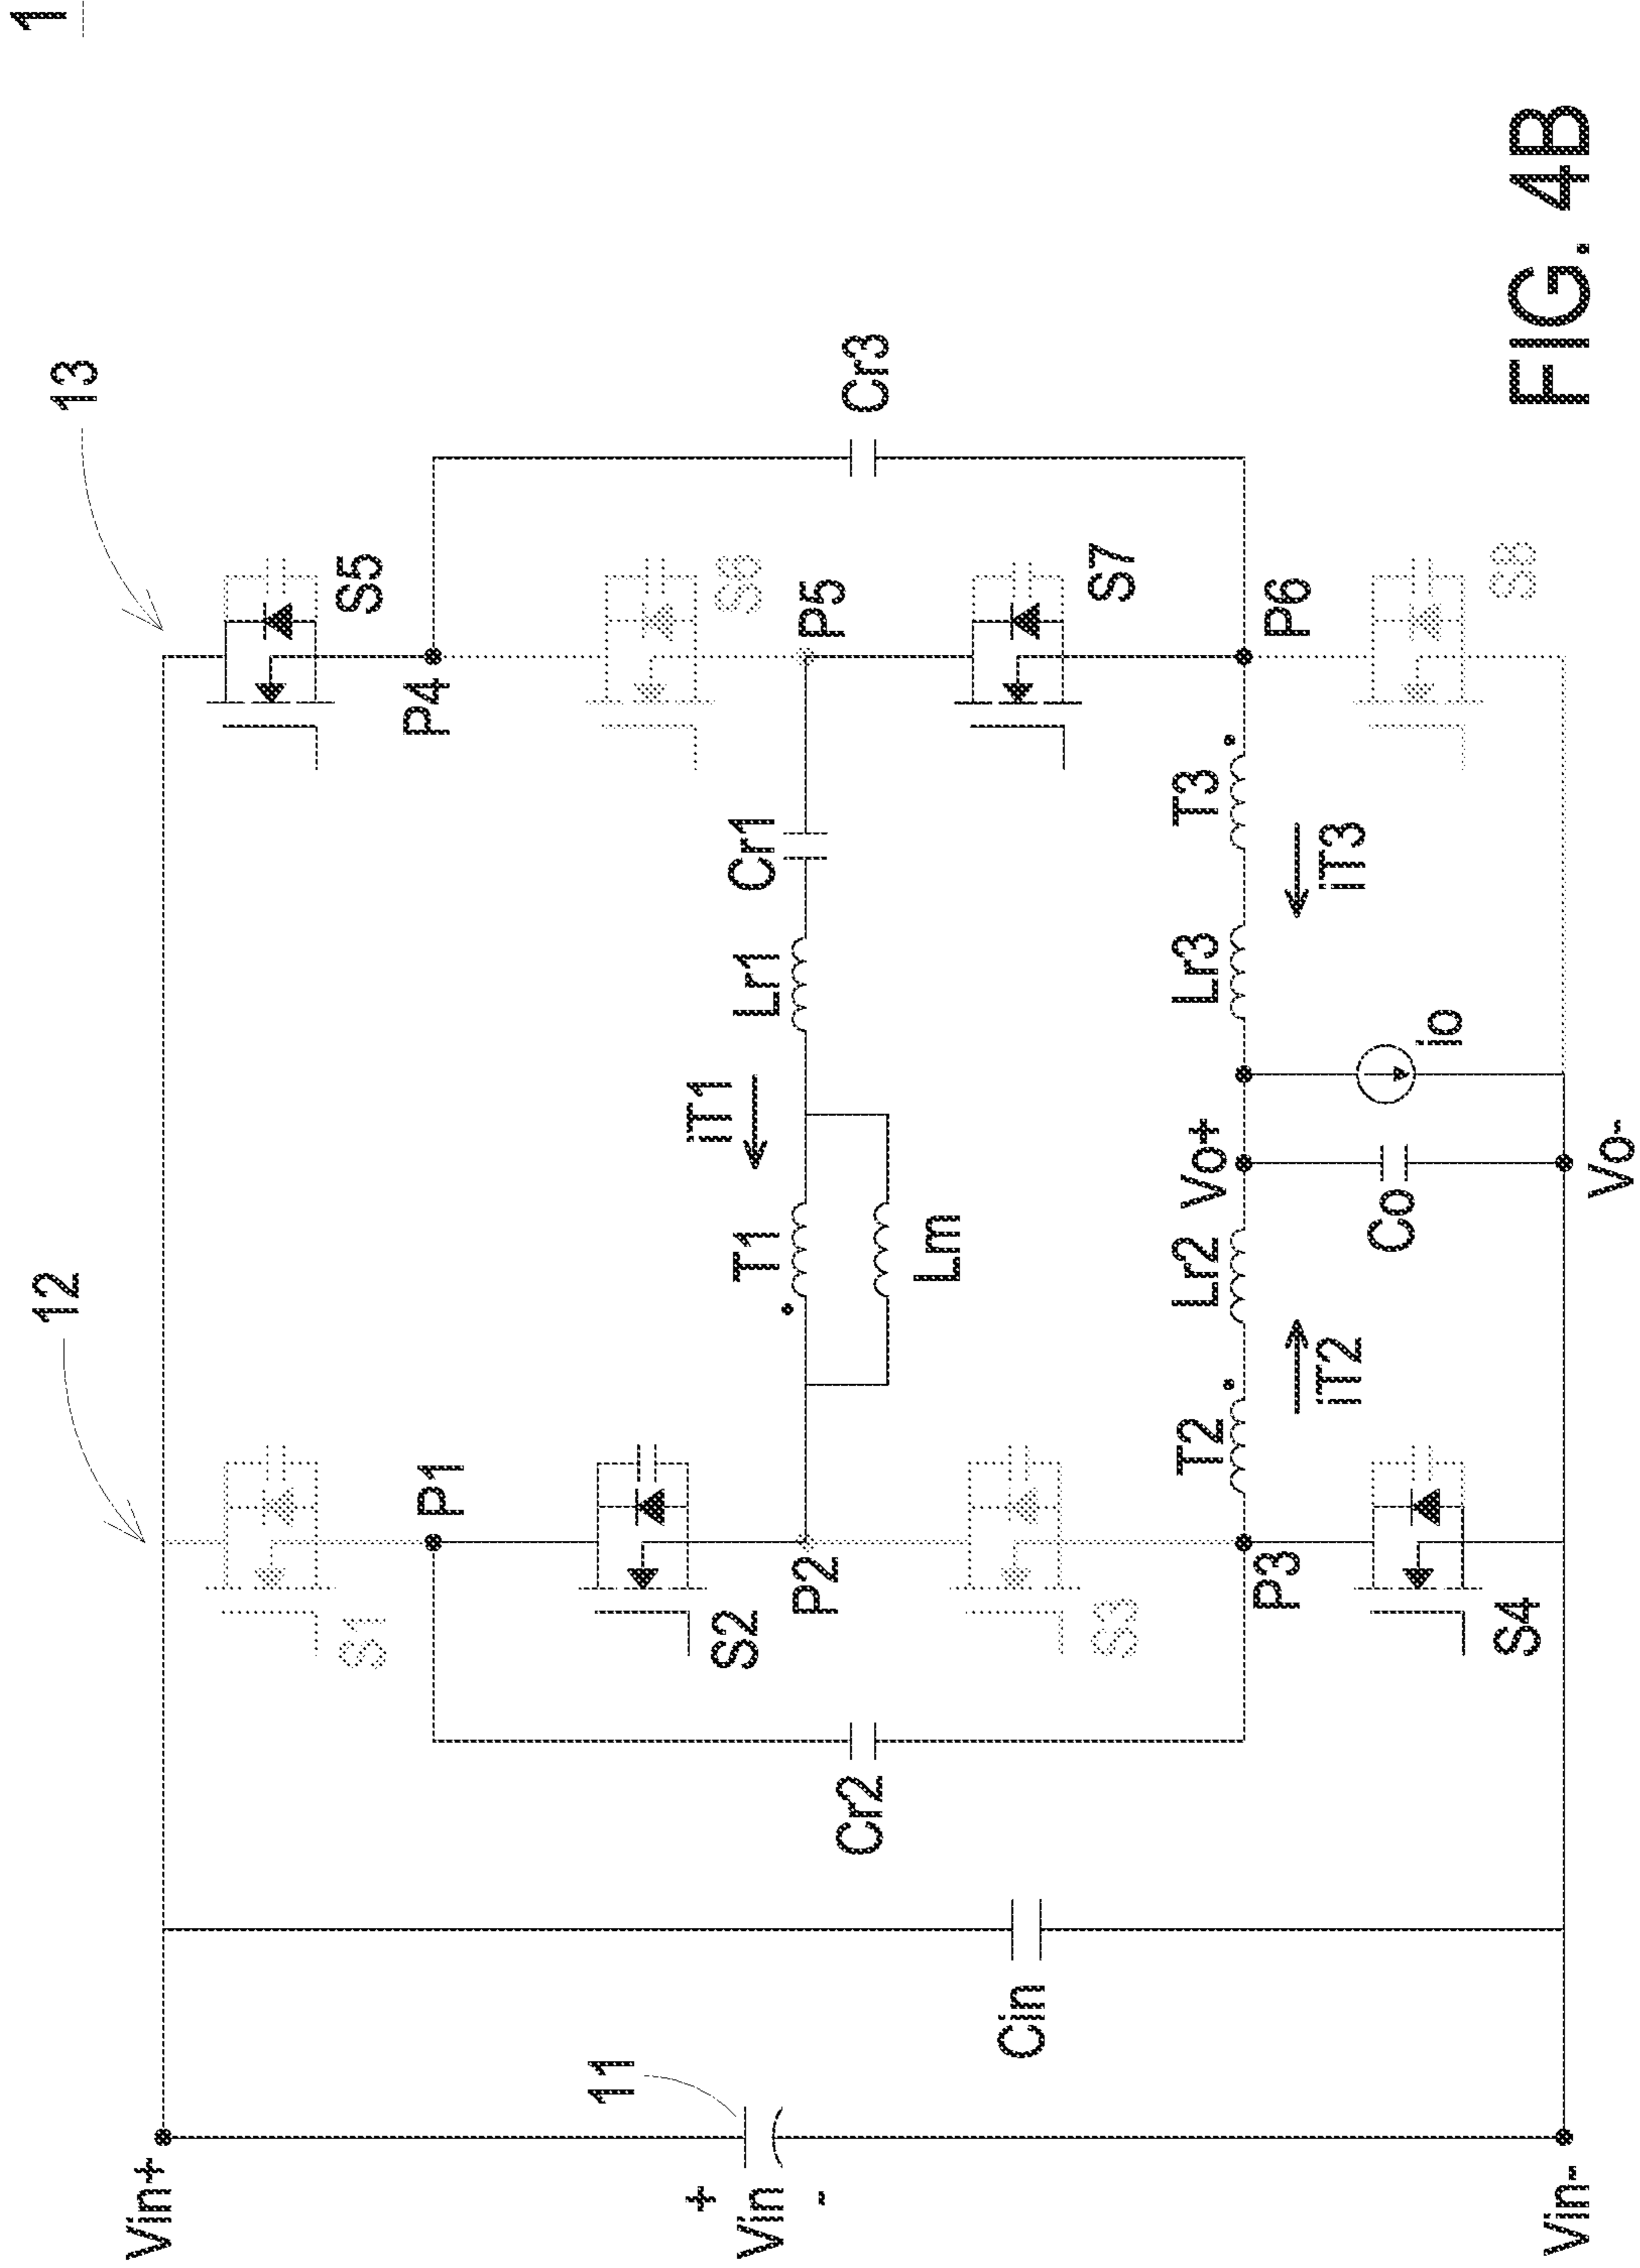 1
12
13
Vin+
S1
S5
P1
P4
S2
S6
11
+
Vin
-
Cr2
P2
T1
iT1
Lr1
Cr1
P5
Cr3
Lm
Cin
S3
S7
T2
Lr2
Vo+
Lr3
T3
P3
P6
iT2
iT3
Co
io
S4
S8
Vin-
Vo-
FIG. 4B